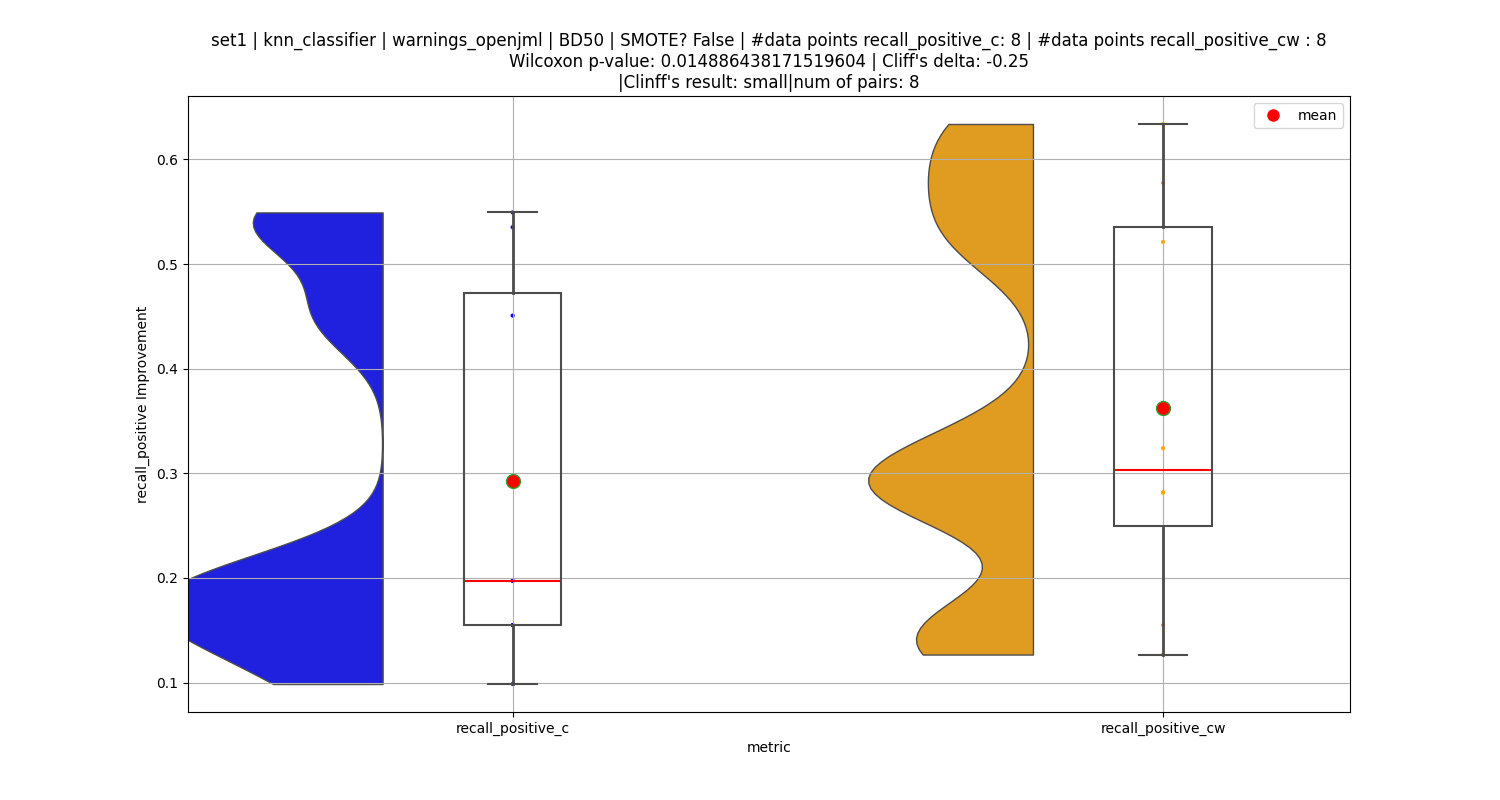 set1 | knn_classifier | warnings_openjml | BD50 | SMOTE? False | #data points recall_positive_c: 8 | #data points recall_positive_cw : 8
Wilcoxon p-value: 0.014886438171519604 | Cliff's delta: -0.25
|Clinff's result: small|num of pairs: 8
mean
0.6
0.5
0.4
0.3
0.2
0.1
recall_positive Improvement
recall_positive_c
recall_positive_cw
metric